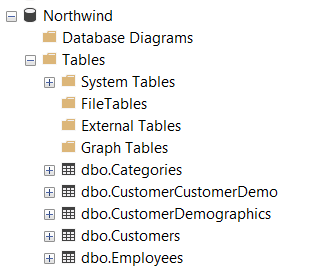 Northwind
Database Diagrams
Tables
System Tables
FileTables
External Tables
Graph Tables
dbo.Categories
dbo.CustomerCustomerDemo
dbo.CustomerDemographics
dbo.Customers
dbo.Employees